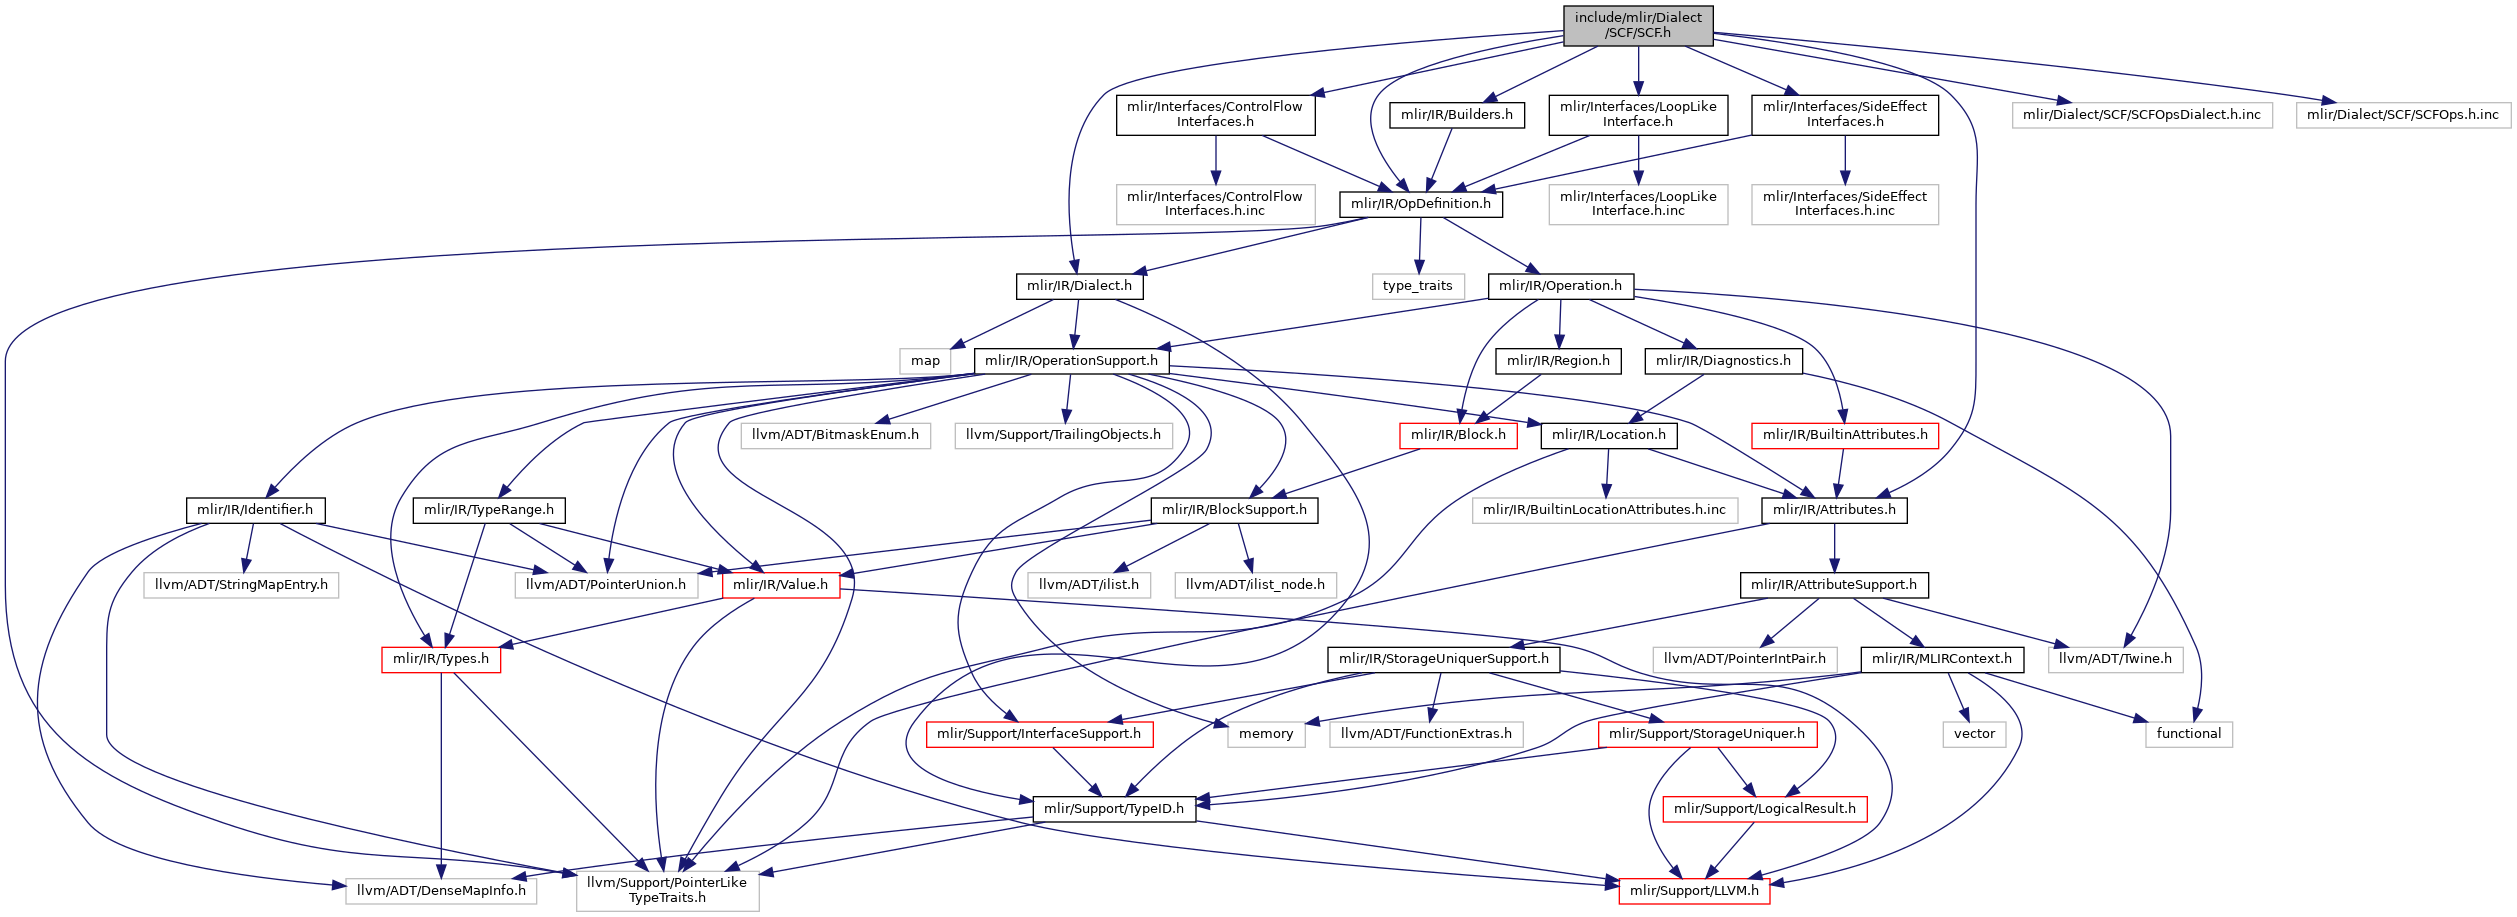 include/mlir/Dialect
/SCF/SCF.h
mlir/Interfaces/ControlFlow
Interfaces.h
mlir/IR/Builders.h
mlir/Interfaces/LoopLike
Interface.h
mlir/Interfaces/SideEffect
Interfaces.h
mlir/Dialect/SCF/SCFOpsDialect.h.inc
mlir/Dialect/SCF/SCFOps.h.inc
mlir/Interfaces/ControlFlow
Interfaces.h.inc
mlir/IR/OpDefinition.h
mlir/Interfaces/LoopLike
Interface.h.inc
mlir/Interfaces/SideEffect
Interfaces.h.inc
mlir/IR/Dialect.h
type_traits
mlir/IR/Operation.h
map
mlir/IR/OperationSupport.h
mlir/IR/Region.h
mlir/IR/Diagnostics.h
llvm/ADT/BitmaskEnum.h
llvm/Support/TrailingObjects.h
mlir/IR/Block.h
mlir/IR/Location.h
mlir/IR/BuiltinAttributes.h
mlir/IR/Identifier.h
mlir/IR/TypeRange.h
mlir/IR/BlockSupport.h
mlir/IR/BuiltinLocationAttributes.h.inc
mlir/IR/Attributes.h
llvm/ADT/StringMapEntry.h
llvm/ADT/PointerUnion.h
mlir/IR/Value.h
llvm/ADT/ilist.h
llvm/ADT/ilist_node.h
mlir/IR/AttributeSupport.h
mlir/IR/Types.h
mlir/IR/StorageUniquerSupport.h
llvm/ADT/PointerIntPair.h
mlir/IR/MLIRContext.h
llvm/ADT/Twine.h
mlir/Support/InterfaceSupport.h
memory
llvm/ADT/FunctionExtras.h
mlir/Support/StorageUniquer.h
vector
functional
mlir/Support/TypeID.h
mlir/Support/LogicalResult.h
llvm/ADT/DenseMapInfo.h
llvm/Support/PointerLike
TypeTraits.h
mlir/Support/LLVM.h